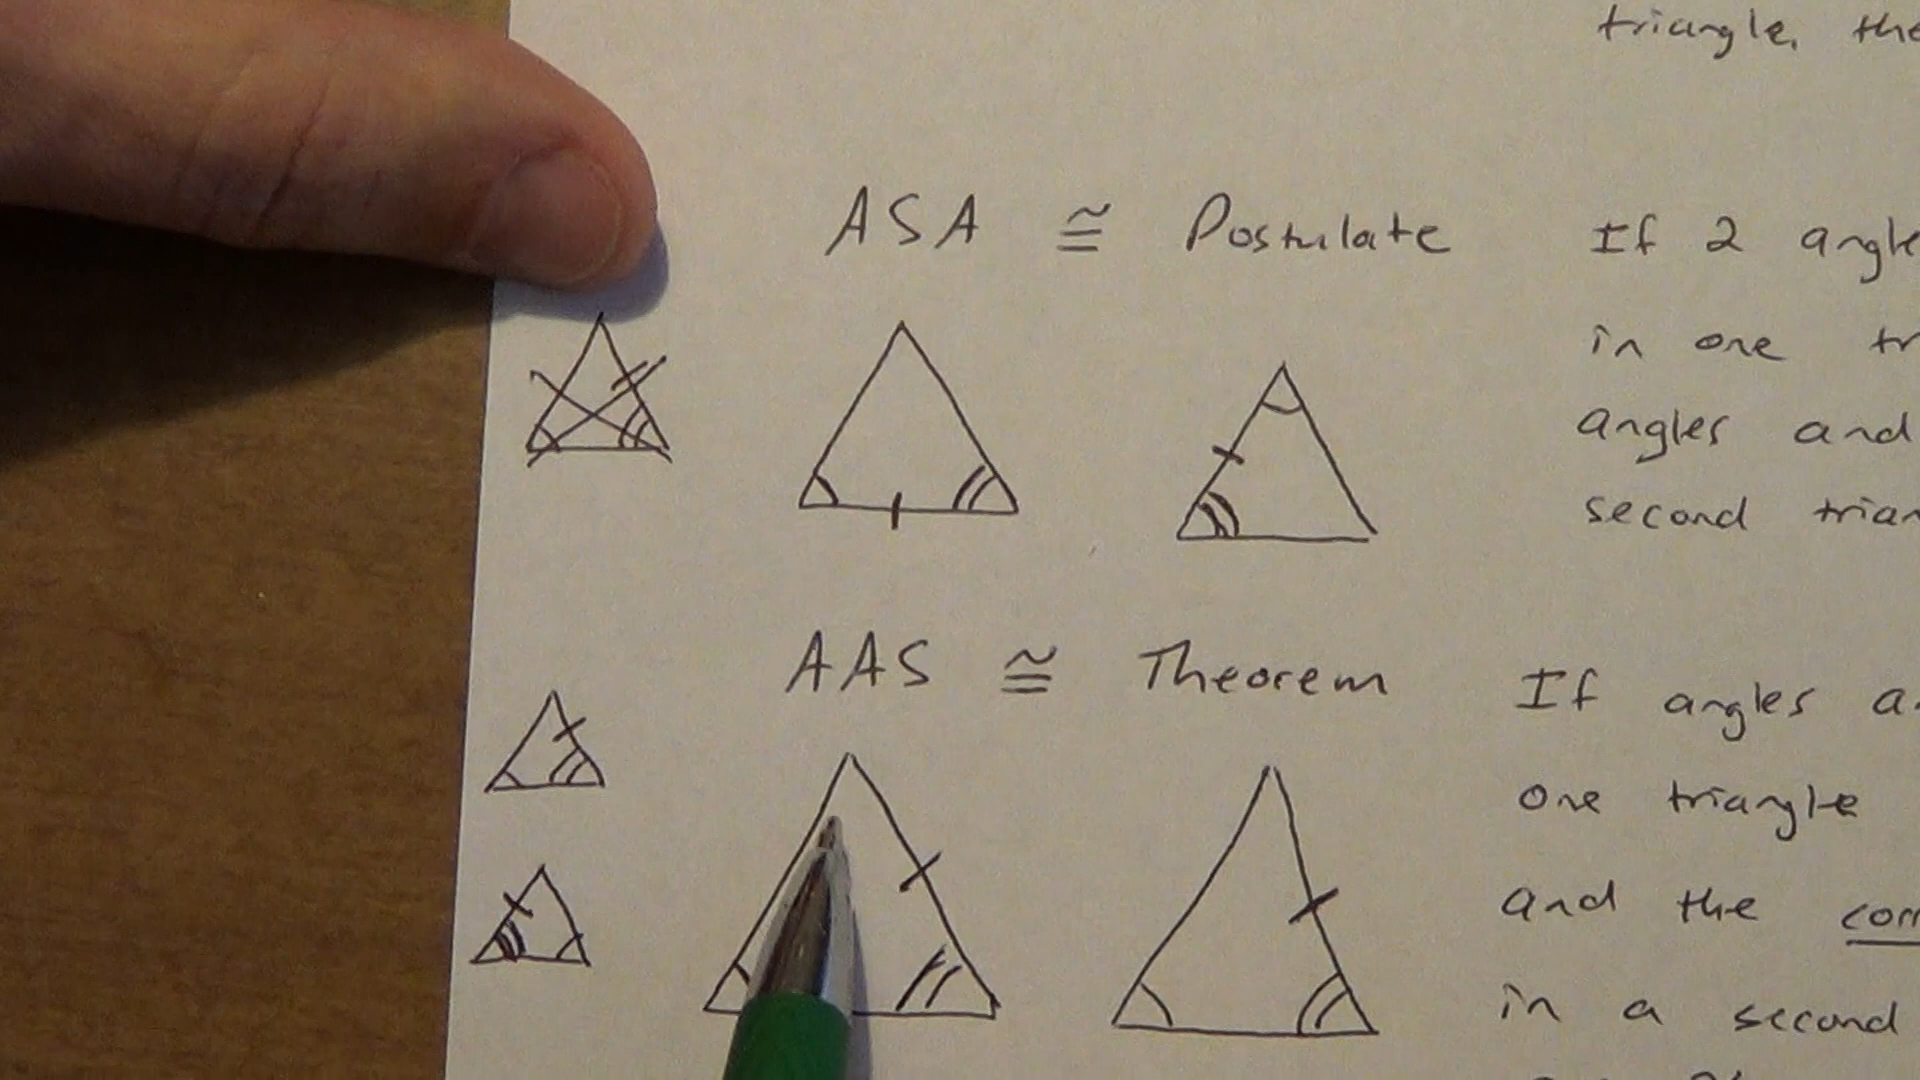 triangle, the
ASA ≅ Postulate
If 2 angle
in one tr
angles and
second trian
AAS ≅ Theorem
If angles a
one triangle
and the corr
in a second